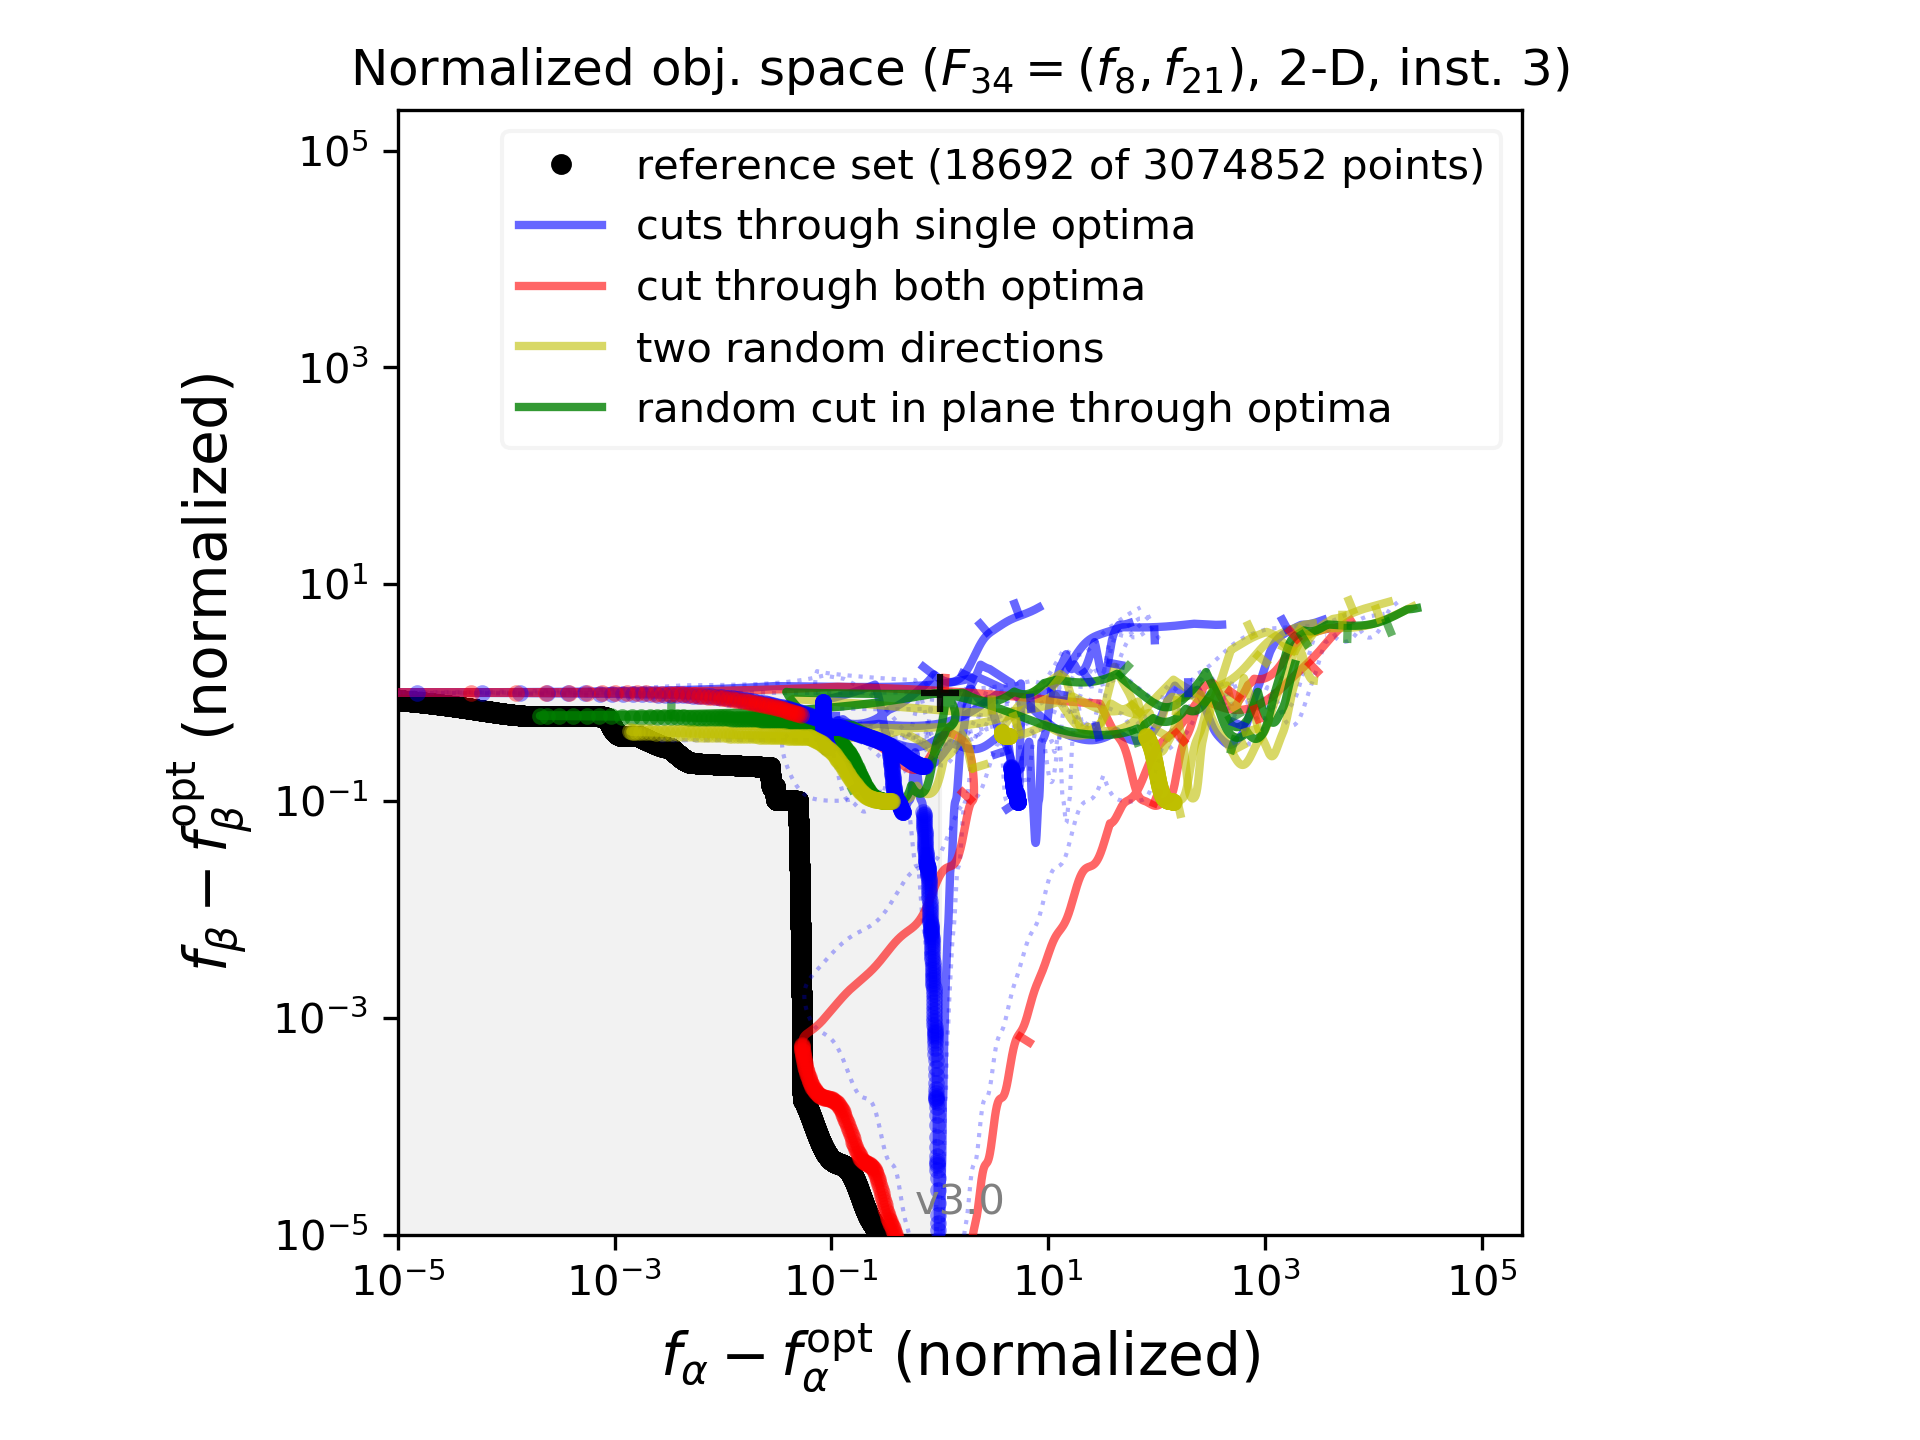 Normalized obj. space (F₃₄ = (f₈, f₂₁), 2-D, inst. 3)
reference set (18692 of 3074852 points)
cuts through single optima
cut through both optima
two random directions
random cut in plane through optima
10⁵
10³
10¹
10⁻¹
10⁻³
10⁻⁵
f_β − f_β^opt (normalized)
v3.0
10⁻⁵ 10⁻³ 10⁻¹ 10¹ 10³ 10⁵
f_α − f_α^opt (normalized)